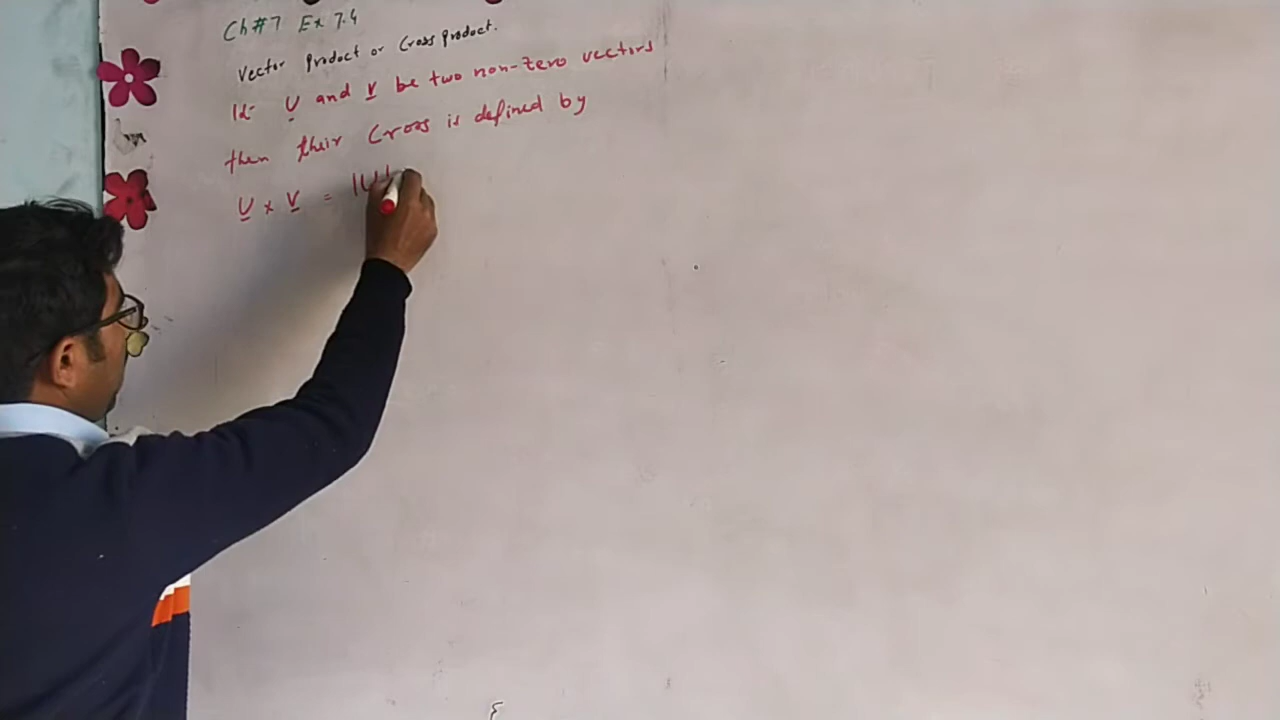 Ch#7 Ex 7.4
Vector Product or Cross Product.
If U and V be two non-zero vectors
then their Cross is defined by
U × V = |U|